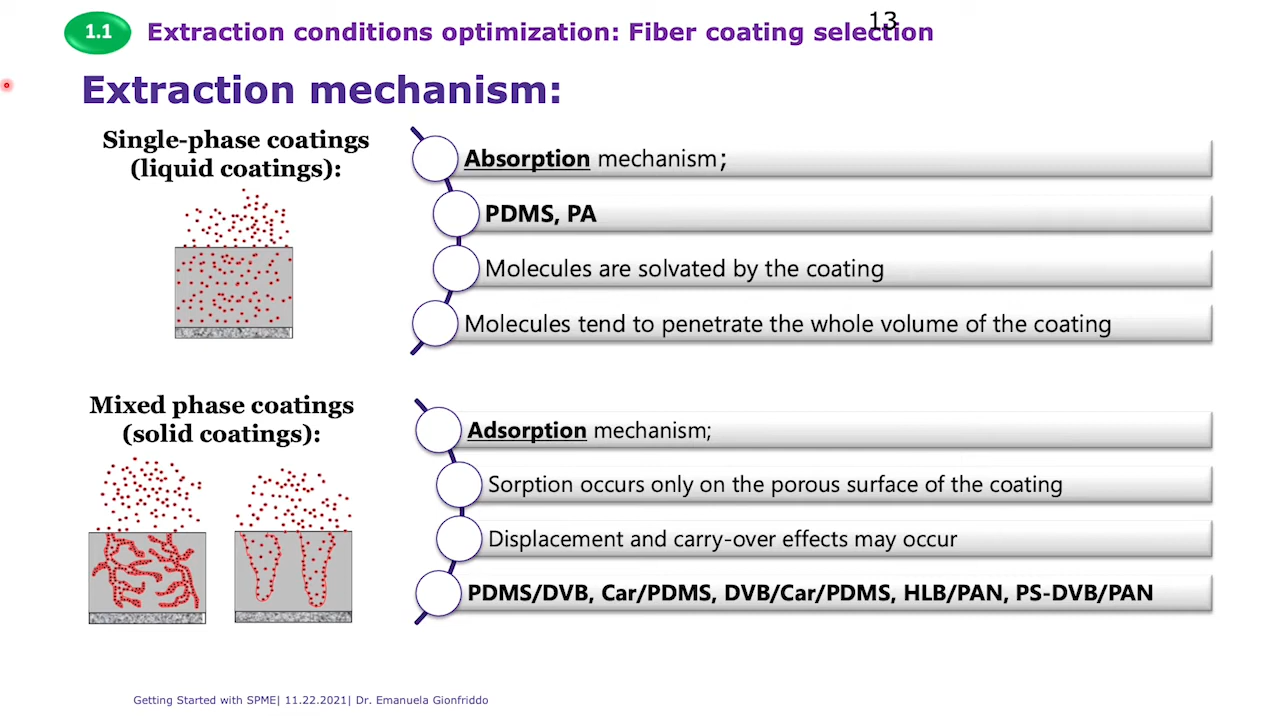 13
1.1 Extraction conditions optimization: Fiber coating selection
Extraction mechanism:
Single-phase coatings
(liquid coatings):
Absorption mechanism;
PDMS, PA
Molecules are solvated by the coating
Molecules tend to penetrate the whole volume of the coating
Mixed phase coatings
(solid coatings):
Adsorption mechanism;
Sorption occurs only on the porous surface of the coating
Displacement and carry-over effects may occur
PDMS/DVB, Car/PDMS, DVB/Car/PDMS, HLB/PAN, PS-DVB/PAN
Getting Started with SPME| 11.22.2021| Dr. Emanuela Gionfriddo